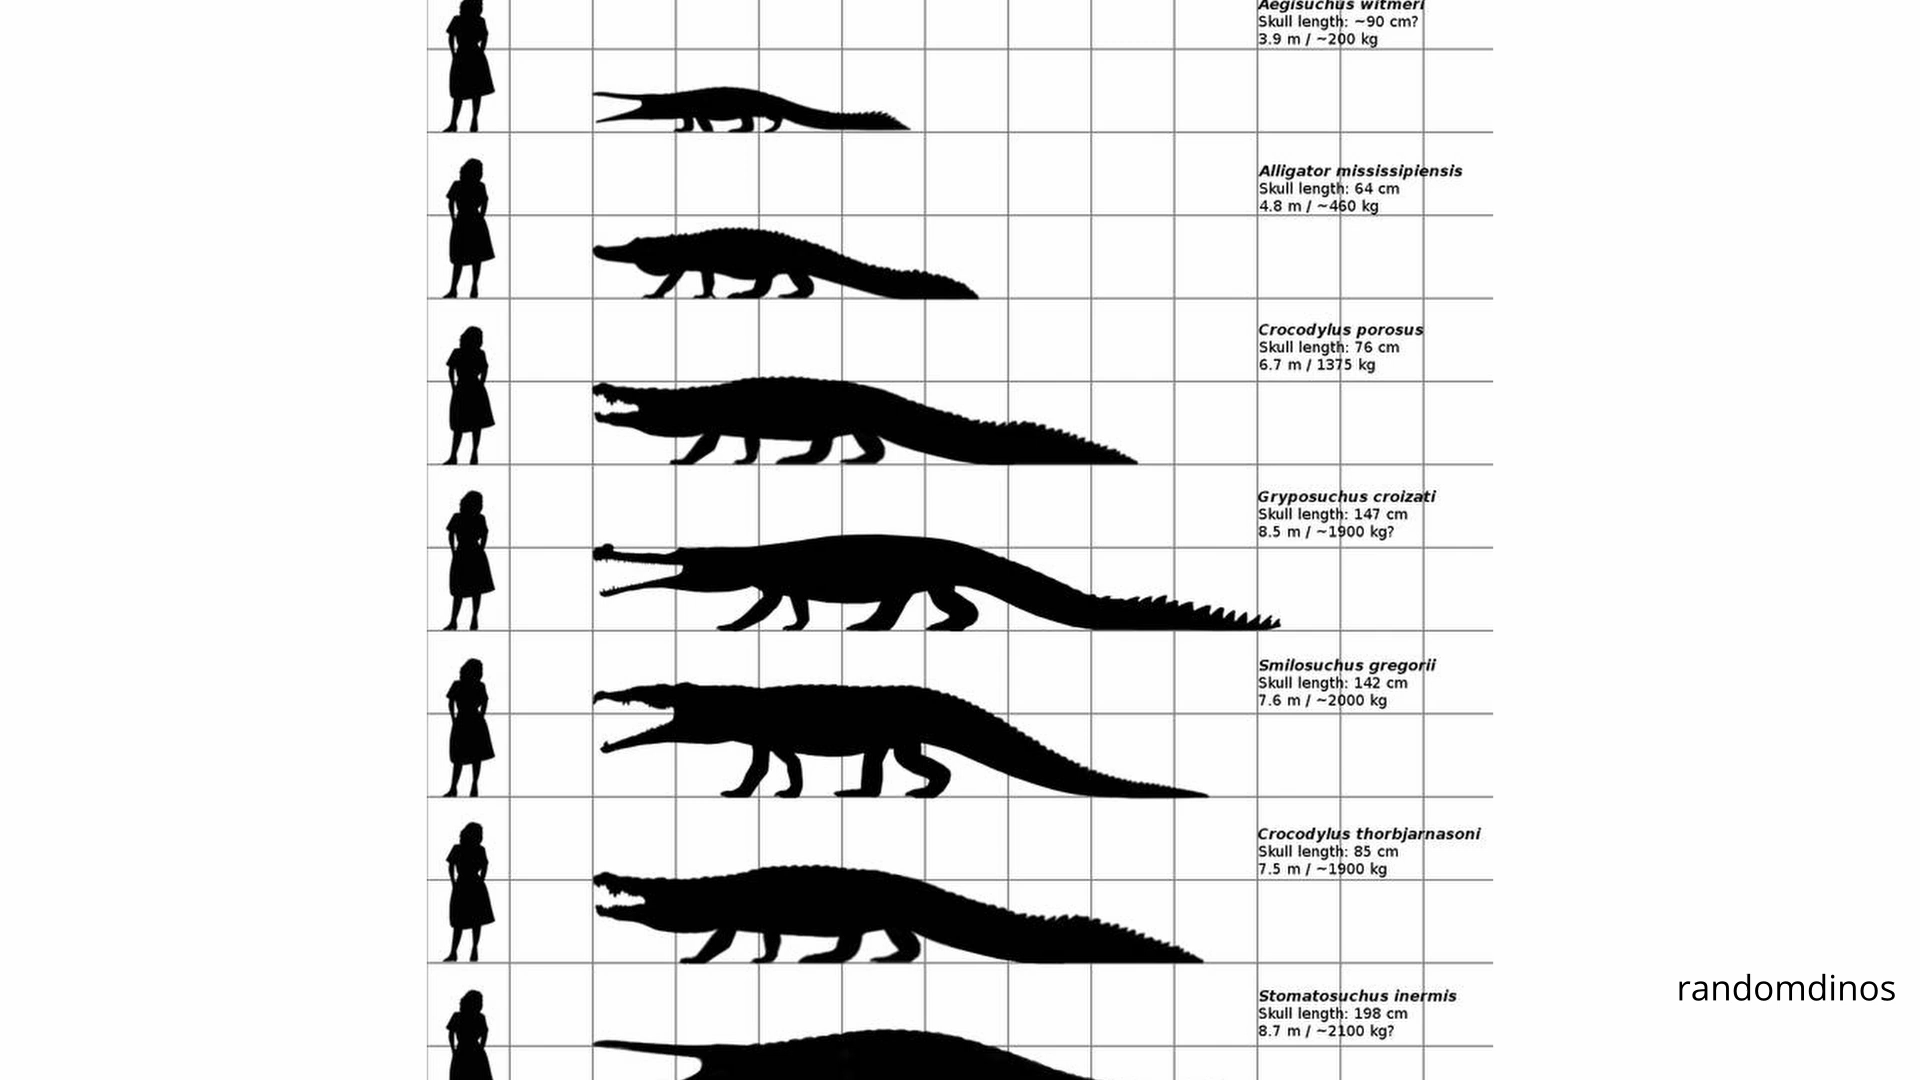 Aegisuchus witmeri
Skull length: ~90 cm?
3.9 m / ~200 kg
Alligator mississipiensis
Skull length: 64 cm
4.8 m / ~460 kg
Crocodylus porosus
Skull length: 76 cm
6.7 m / 1375 kg
Gryposuchus croizati
Skull length: 147 cm
8.5 m / ~1900 kg?
Smilosuchus gregorii
Skull length: 142 cm
7.6 m / ~2000 kg
Crocodylus thorbjarnasoni
Skull length: 85 cm
7.5 m / ~1900 kg
Stomatosuchus inermis
Skull length: 198 cm
8.7 m / ~2100 kg?
randomdinos